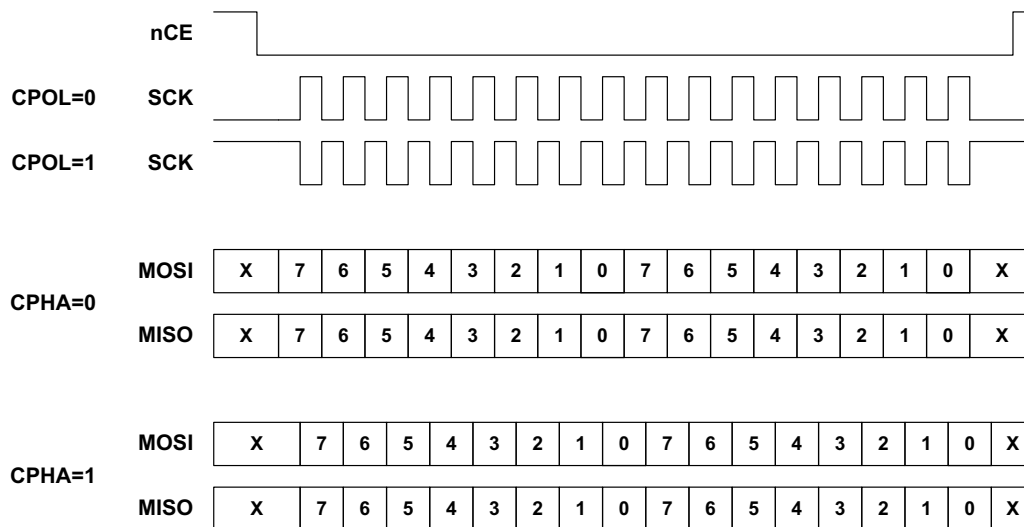 nCE
CPOL=0 SCK
CPOL=1 SCK
MOSI X 7 6 5 4 3 2 1 0 7 6 5 4 3 2 1 0 X
CPHA=0
MISO X 7 6 5 4 3 2 1 0 7 6 5 4 3 2 1 0 X
MOSI X 7 6 5 4 3 2 1 0 7 6 5 4 3 2 1 0 X
CPHA=1
MISO X 7 6 5 4 3 2 1 0 7 6 5 4 3 2 1 0 X